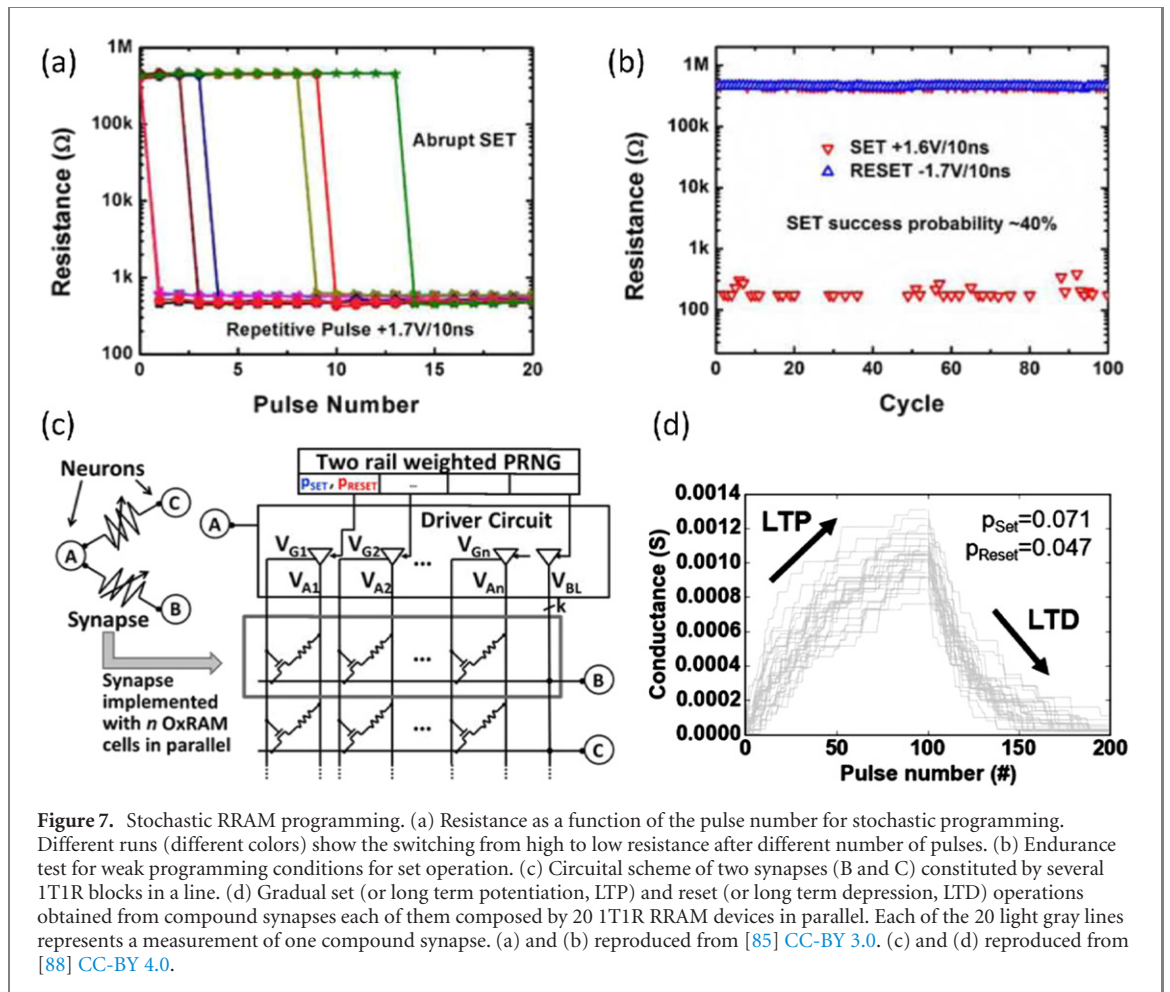 (a)
1M
100k
10k
1k
100
Resistance (Ω)
Abrupt SET
Repetitive Pulse +1.7V/10ns
0 5 10 15 20
Pulse Number
(b)
1M
100k
10k
1k
100
Resistance (Ω)
SET +1.6V/10ns
RESET -1.7V/10ns
SET success probability ~40%
0 20 40 60 80 100
Cycle
(c)
Neurons
C
A
B
Synapse
Synapse
implemented
with n OxRAM
cells in parallel
Two rail weighted PRNG
pSET, pRESET –
A
Driver Circuit
VG1 VG2 ... VGn
VA1 VA2 VAn VBL
k
...
B
...
C
(d)
0.0014
0.0012
0.0010
0.0008
0.0006
0.0004
0.0002
0.0000
Conductance (S)
LTP
pSet=0.071
pReset=0.047
LTD
0 50 100 150 200
Pulse number (#)
Figure 7. Stochastic RRAM programming. (a) Resistance as a function of the pulse number for stochastic programming.
Different runs (different colors) show the switching from high to low resistance after different number of pulses. (b) Endurance
test for weak programming conditions for set operation. (c) Circuital scheme of two synapses (B and C) constituted by several
1T1R blocks in a line. (d) Gradual set (or long term potentiation, LTP) and reset (or long term depression, LTD) operations
obtained from compound synapses each of them composed by 20 1T1R RRAM devices in parallel. Each of the 20 light gray lines
represents a measurement of one compound synapse. (a) and (b) reproduced from [85] CC-BY 3.0. (c) and (d) reproduced from
[88] CC-BY 4.0.